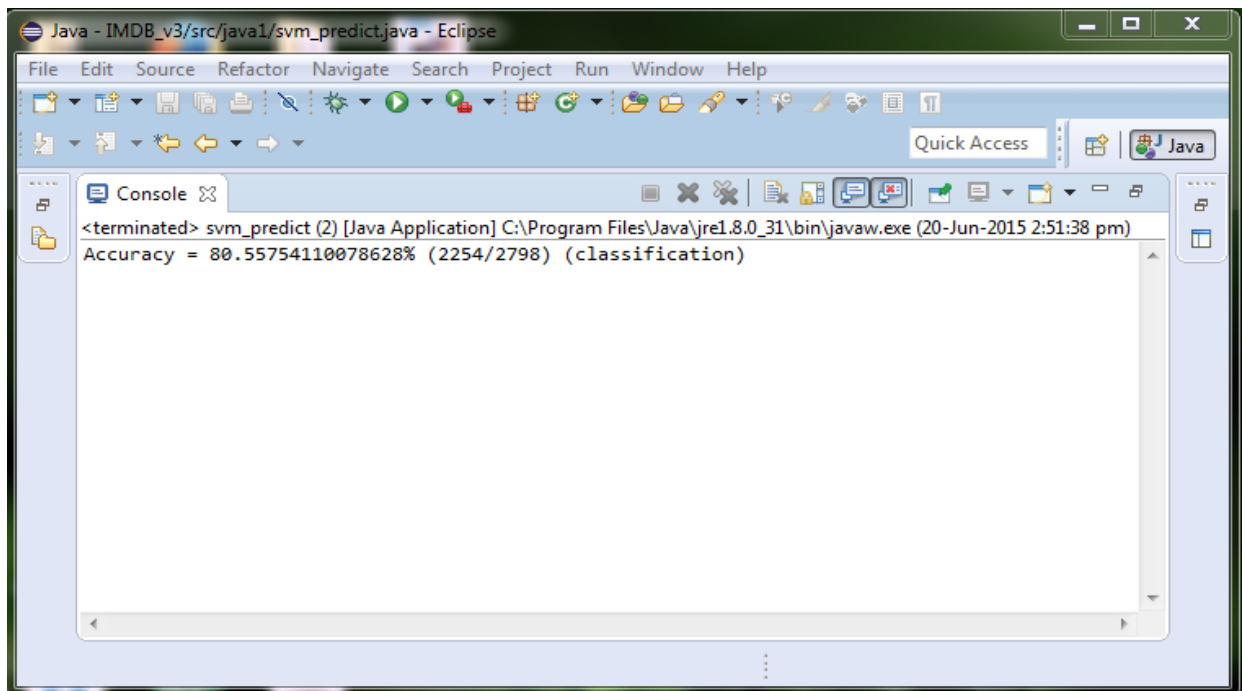 Java - IMDB_v3/src/java1/svm_predict.java - Eclipse
File Edit Source Refactor Navigate Search Project Run Window Help
Quick Access
Java
Console
<terminated> svm_predict (2) [Java Application] C:\Program Files\Java\jre1.8.0_31\bin\javaw.exe (20-Jun-2015 2:51:38 pm)
Accuracy = 80.55754110078628% (2254/2798) (classification)